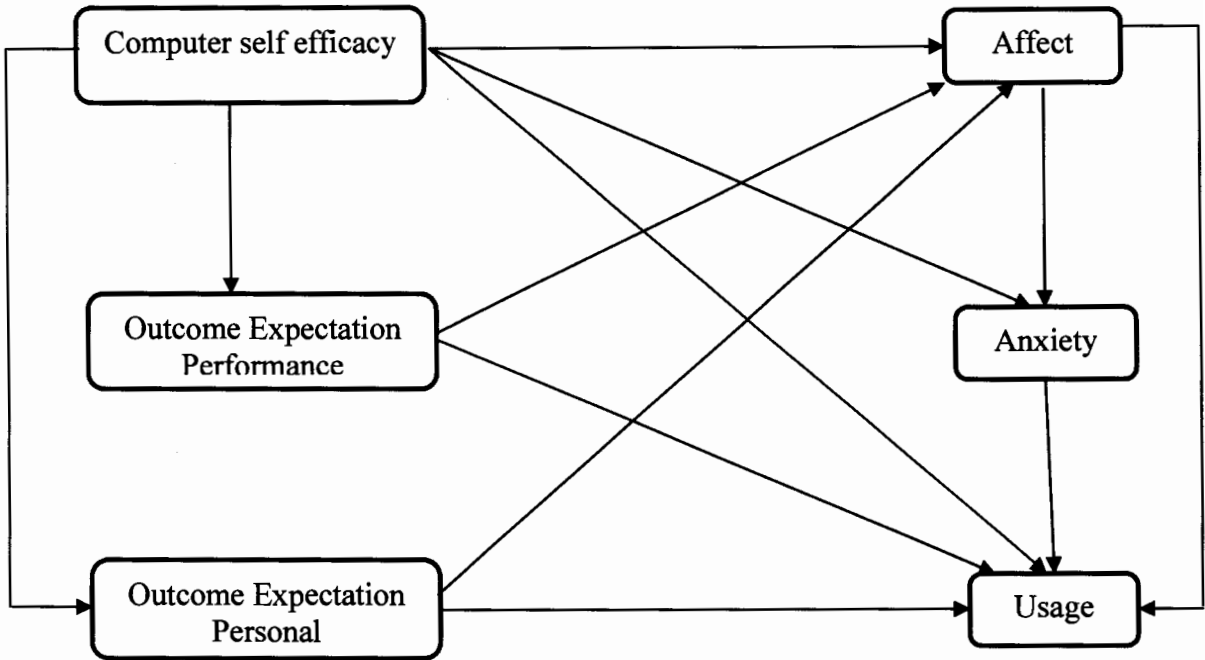 Computer self efficacy
Affect
Outcome Expectation
Performance
Anxiety
Outcome Expectation
Personal
Usage